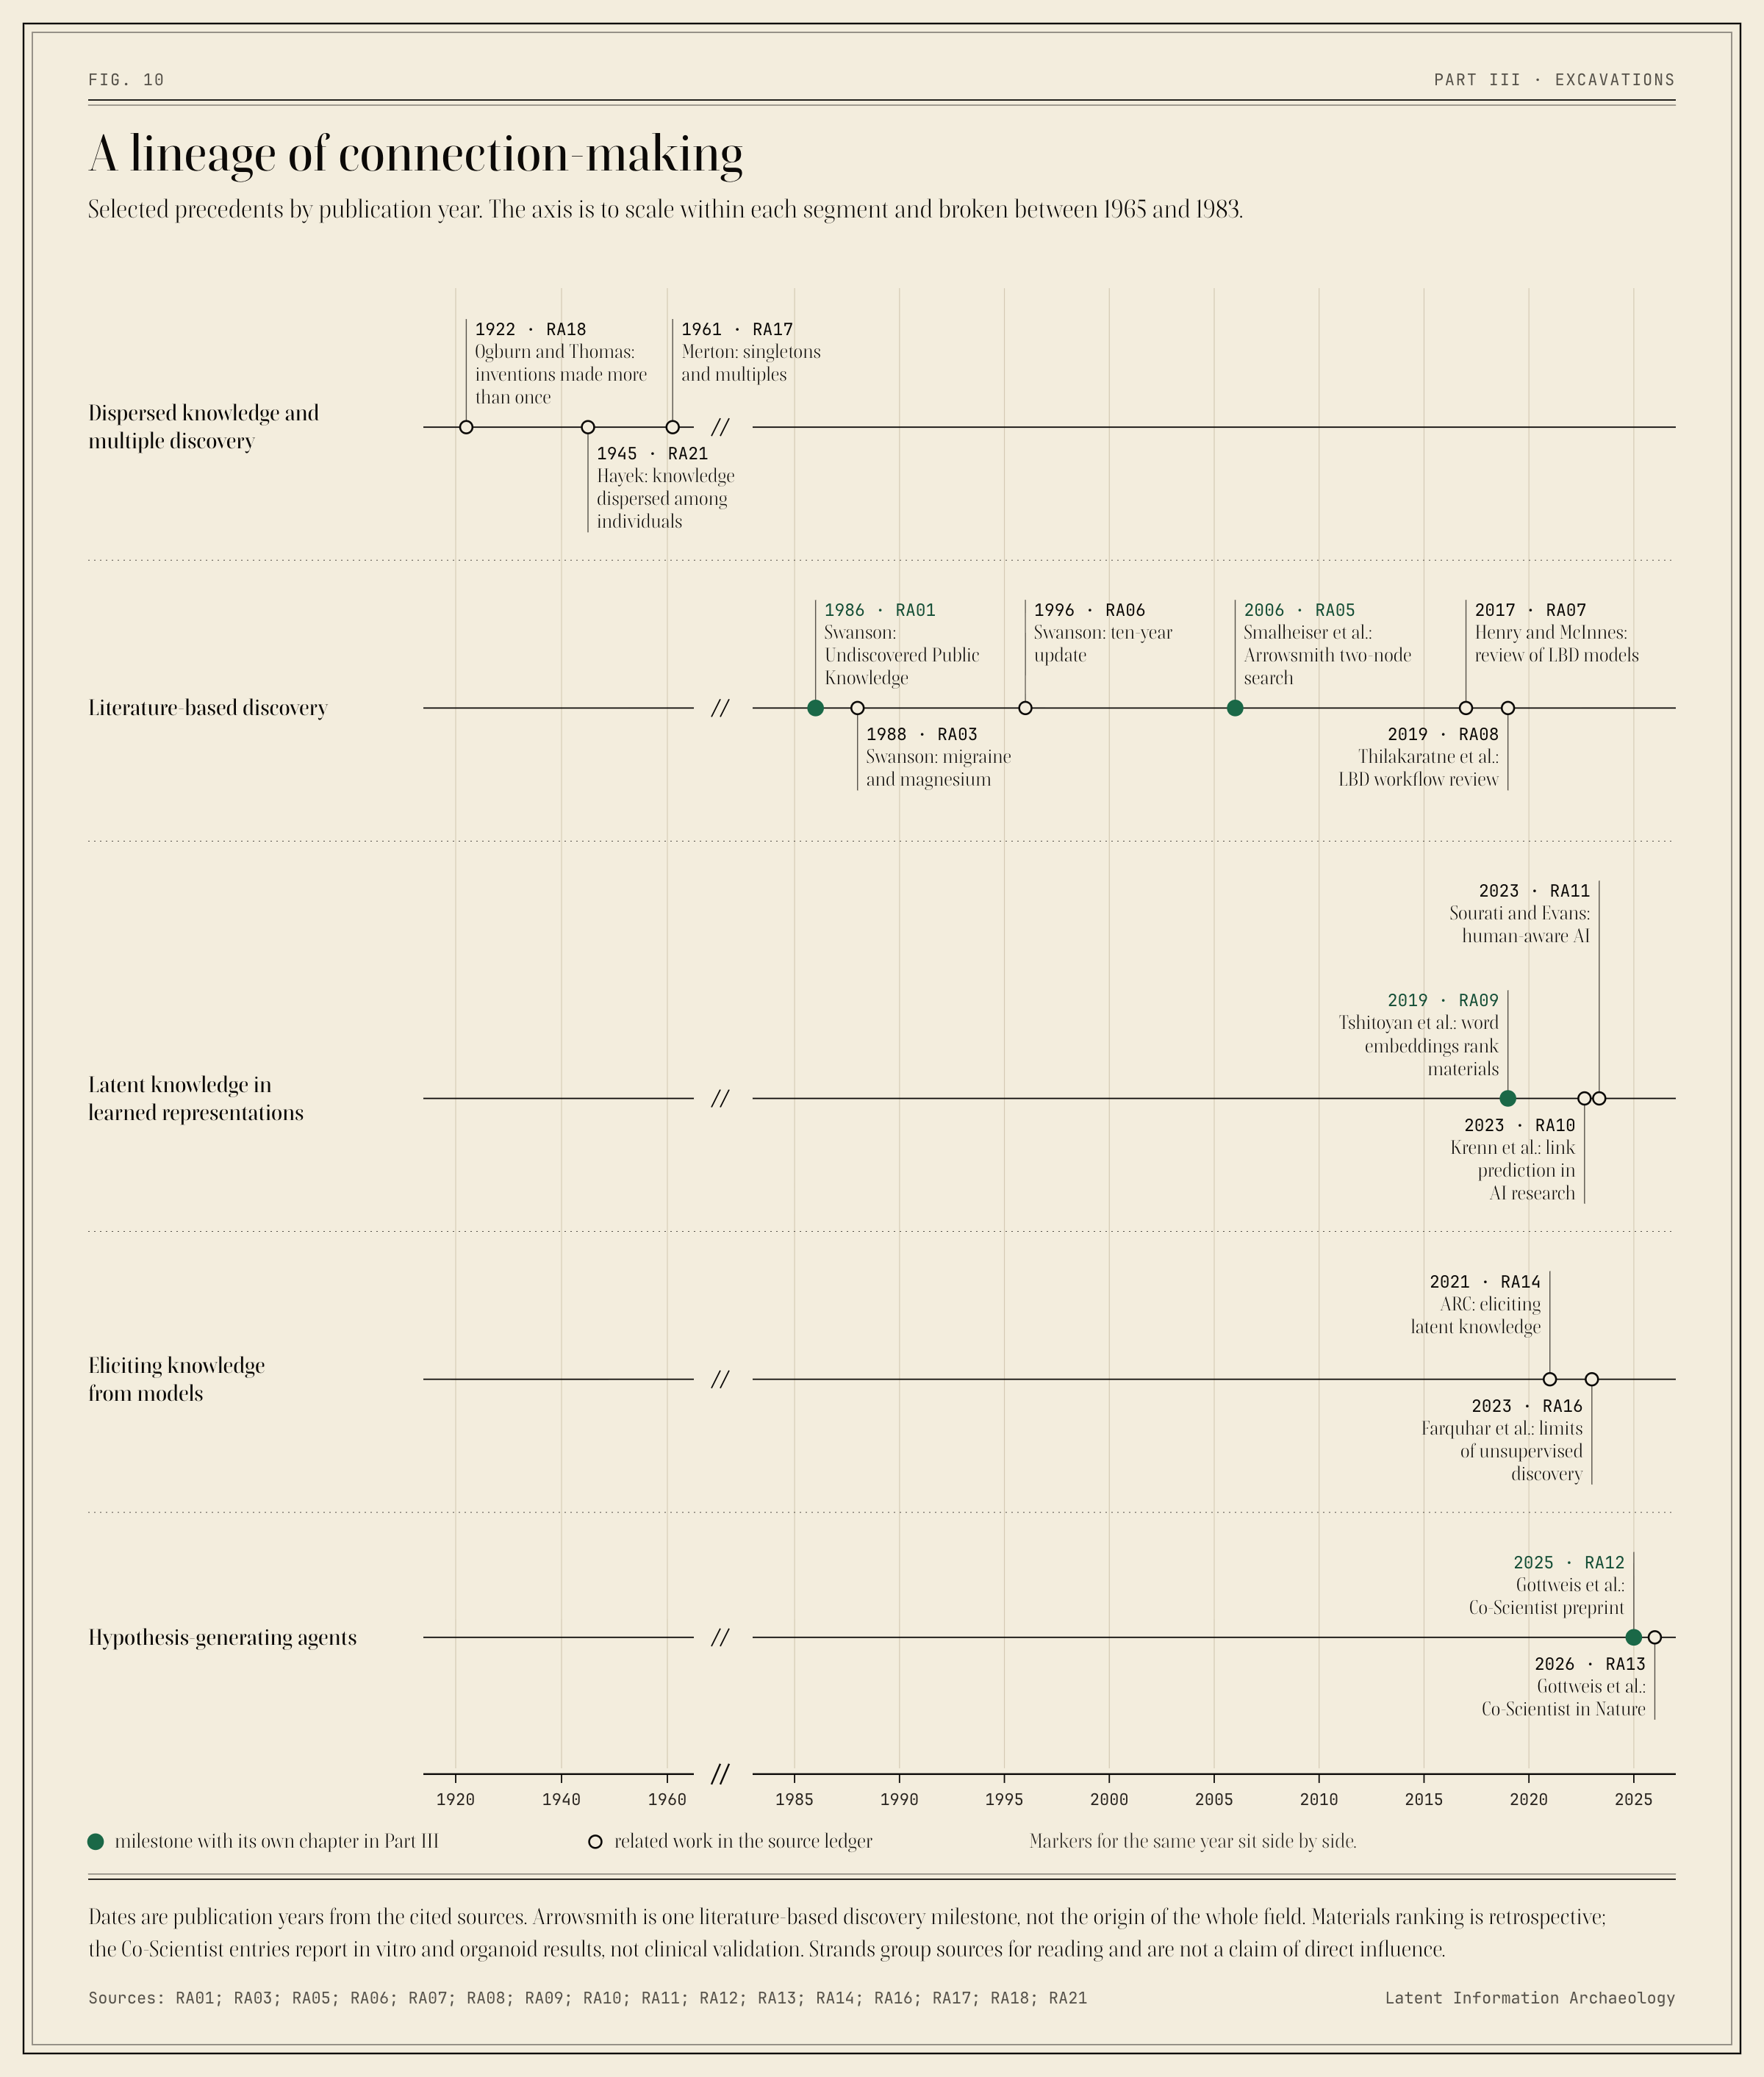 FIG. 10
PART III · EXCAVATIONS
A lineage of connection-making
Selected precedents by publication year. The axis is to scale within each segment and broken between 1965 and 1983.
Dispersed knowledge and
multiple discovery
1922 · RA18
Ogburn and Thomas:
inventions made more
than once
1961 · RA17
Merton: singletons
and multiples
//
1945 · RA21
Hayek: knowledge
dispersed among
individuals
Literature-based discovery
//
1986 · RA01
Swanson:
Undiscovered Public
Knowledge
1996 · RA06
Swanson: ten-year
update
2006 · RA05
Smalheiser et al.:
Arrowsmith two-node
search
2017 · RA07
Henry and McInnes:
review of LBD models
1988 · RA03
Swanson: migraine
and magnesium
2019 · RA08
Thilakaratne et al.:
LBD workflow review
Latent knowledge in
learned representations
//
2023 · RA11
Sourati and Evans:
human-aware AI
2019 · RA09
Tshitoyan et al.: word
embeddings rank
materials
2023 · RA10
Krenn et al.: link
prediction in
AI research
Eliciting knowledge
from models
//
2021 · RA14
ARC: eliciting
latent knowledge
2023 · RA16
Farquhar et al.: limits
of unsupervised
discovery
Hypothesis-generating agents
//
2025 · RA12
Gottweis et al.:
Co-Scientist preprint
2026 · RA13
Gottweis et al.:
Co-Scientist in Nature
//
1920 1940 1960 1985 1990 1995 2000 2005 2010 2015 2020 2025
milestone with its own chapter in Part III
related work in the source ledger
Markers for the same year sit side by side.
Dates are publication years from the cited sources. Arrowsmith is one literature-based discovery milestone, not the origin of the whole field. Materials ranking is retrospective;
the Co-Scientist entries report in vitro and organoid results, not clinical validation. Strands group sources for reading and are not a claim of direct influence.
Sources: RA01; RA03; RA05; RA06; RA07; RA08; RA09; RA10; RA11; RA12; RA13; RA14; RA16; RA17; RA18; RA21
Latent Information Archaeology